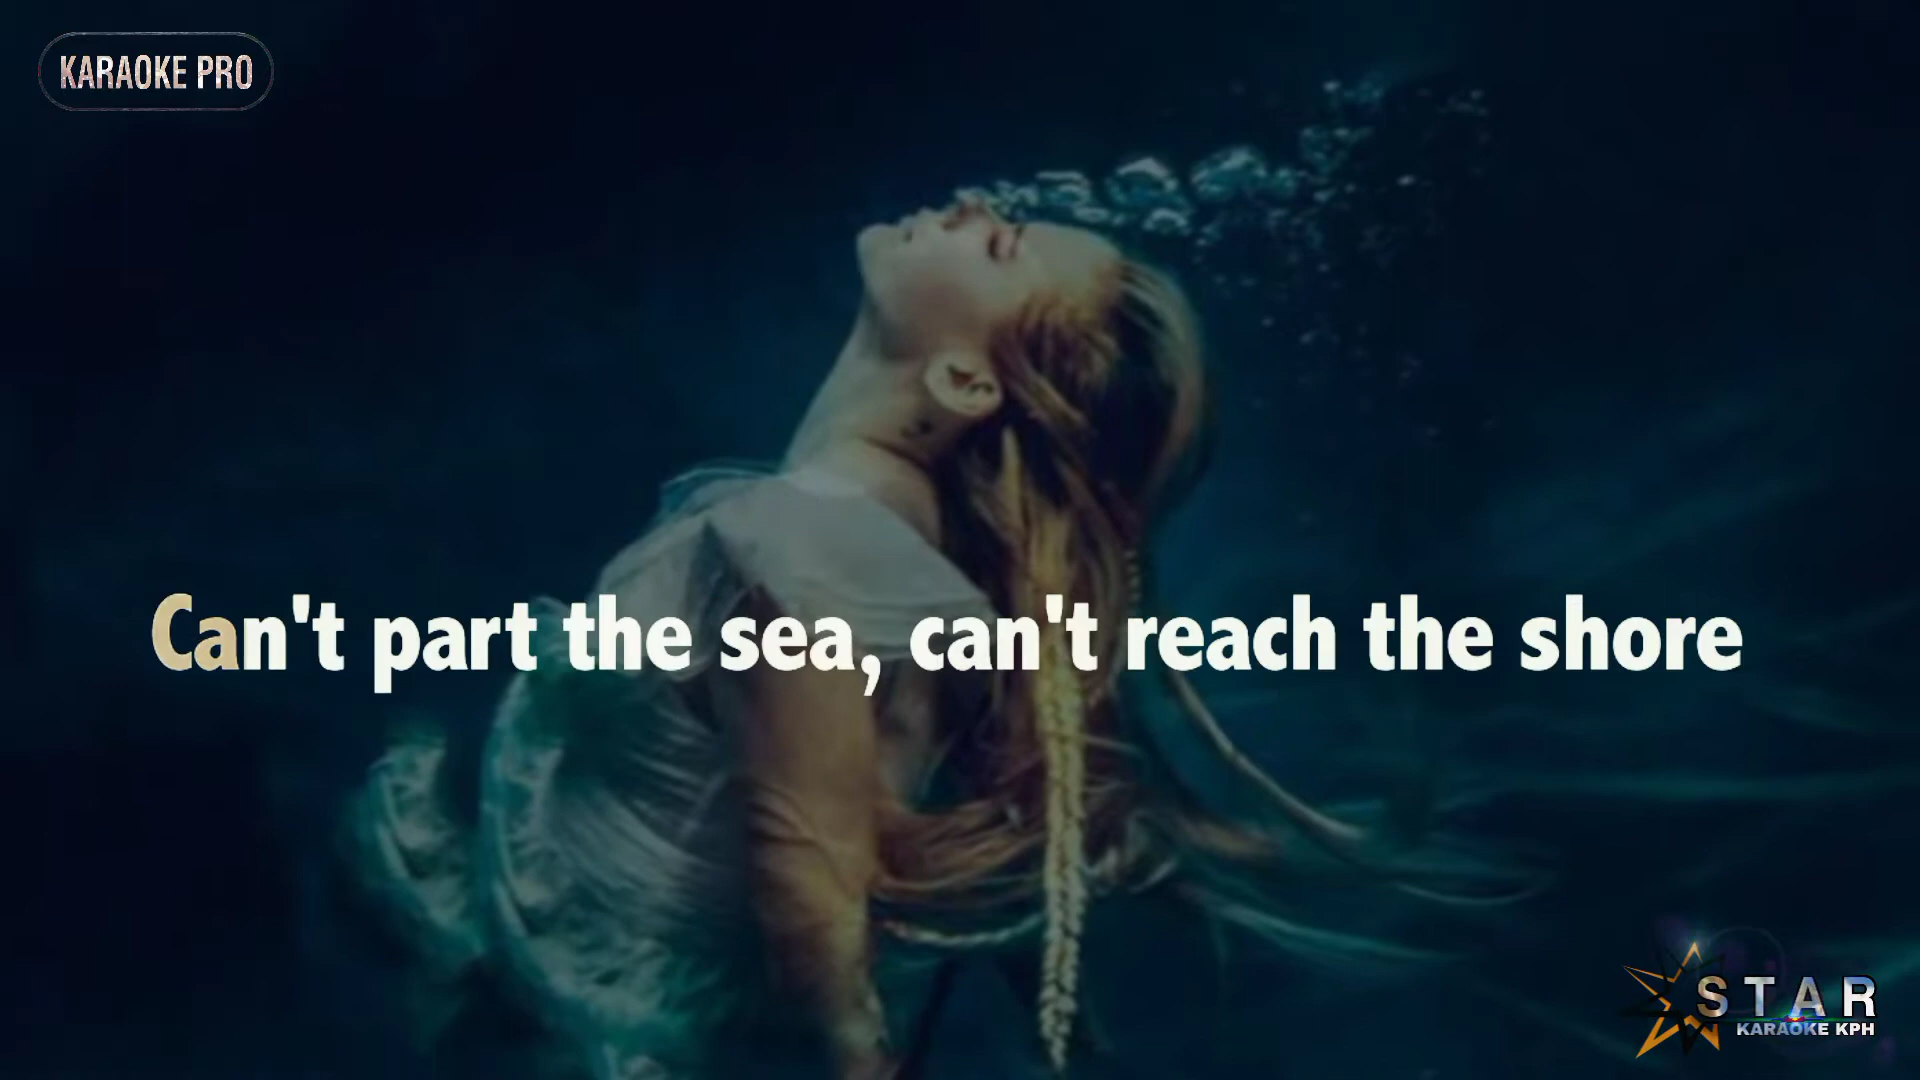 KARAOKE PRO
Can't part the sea, can't reach the shore
STAR
KARAOKE KPH